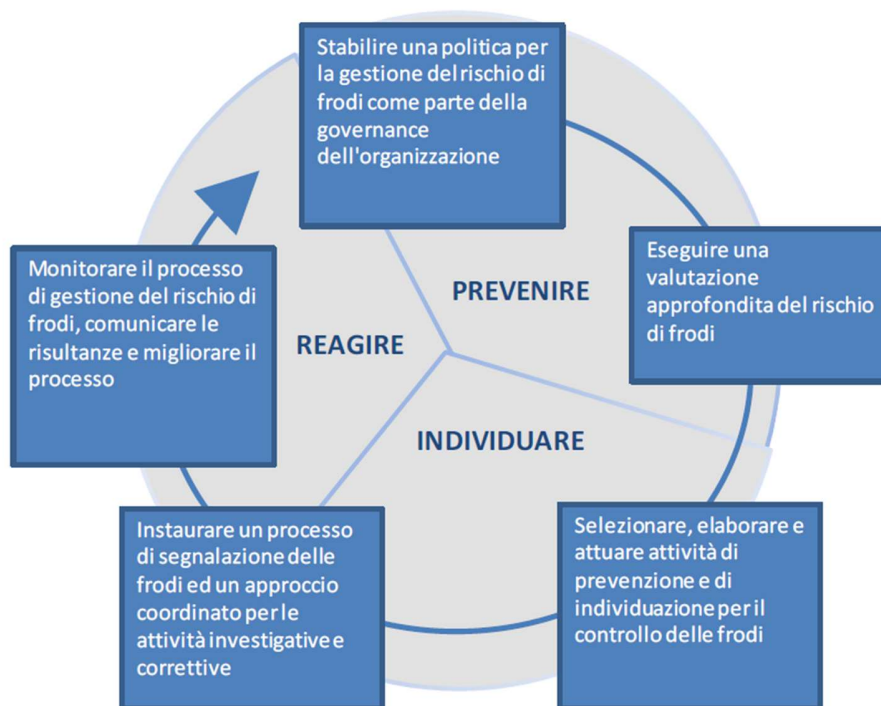 Stabilire una politica per
la gestione del rischio di
frodi come parte della
governance
dell'organizzazione
Eseguire una
valutazione
approfondita del rischio
di frodi
PREVENIRE
Monitorare il processo
di gestione del rischio di
frodi, comunicare le
risultanze e migliorare il
processo
REAGIRE
INDIVIDUARE
Selezionare, elaborare e
attuare attività di
prevenzione e di
individuazione per il
controllo delle frodi
Instaurare un processo
di segnalazione delle
frodi ed un approccio
coordinato per le
attività investigative e
correttive